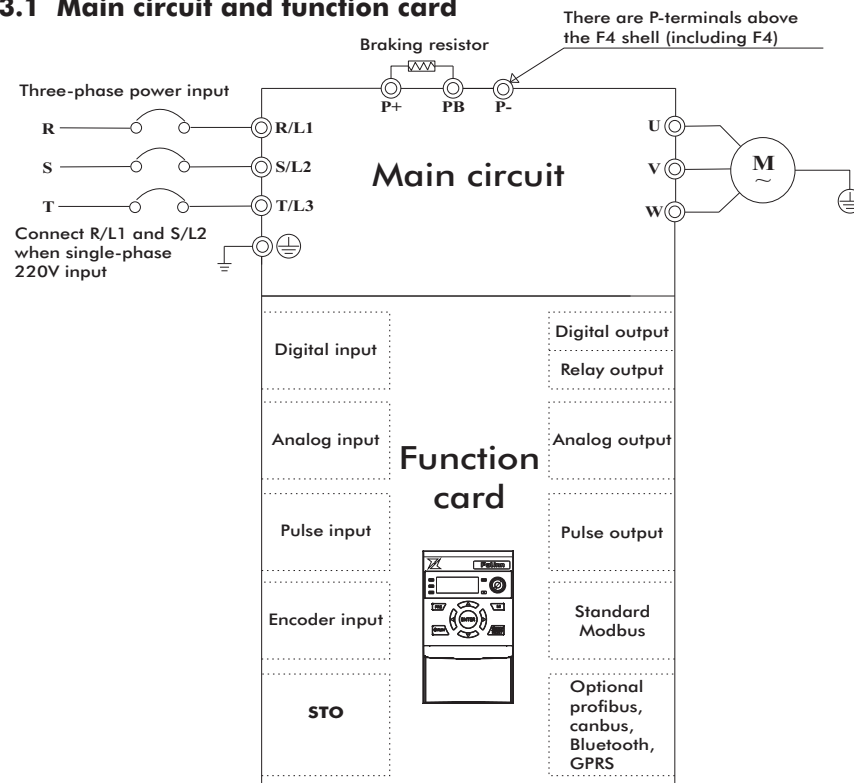 3.1 Main circuit and function card
There are P-terminals above
the F4 shell (including F4)
Braking resistor
P+
PB
P-
Three-phase power input
R
R/L1
S
S/L2
T
T/L3
Connect R/L1 and S/L2
when single-phase
220V input
Main circuit
U
V
W
M
~
Digital input
Digital output
Relay output
Analog input
Analog output
Function
card
Pulse input
Pulse output
Encoder input
ENTER
Standard
Modbus
STO
Optional
profibus,
canbus,
Bluetooth,
GPRS